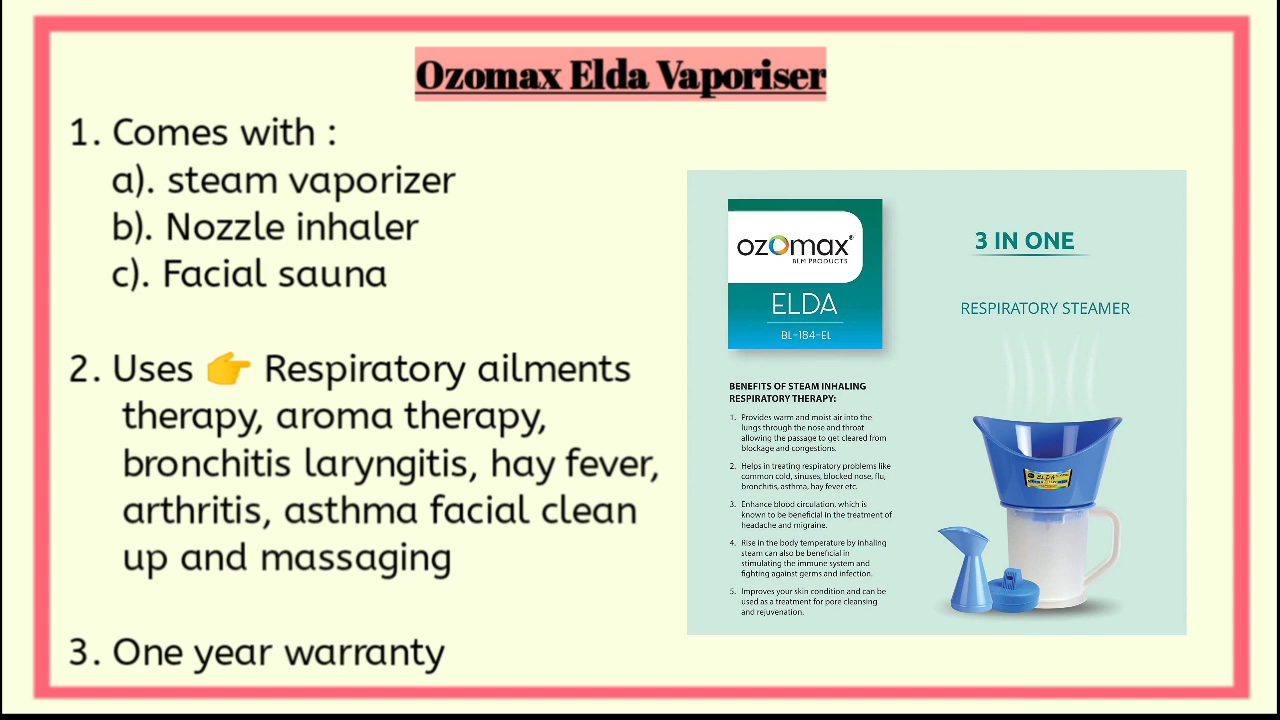 Ozomax Elda Vaporiser
1. Comes with :
a). steam vaporizer
b). Nozzle inhaler
c). Facial sauna
2. Uses 👉 Respiratory ailments
therapy, aroma therapy,
bronchitis laryngitis, hay fever,
arthritis, asthma facial clean
up and massaging
3. One year warranty
ozomax®
BLM PRODUCTS
ELDA
BL-184-EL
3 IN ONE
RESPIRATORY STEAMER
BENEFITS OF STEAM INHALING
RESPIRATORY THERAPY:
1. Provides warm and moist air into the
lungs through the nose and throat
allowing the passage to get cleared from
blockage and congestions.
2. Helps in treating respiratory problems like
common cold, sinuses, blocked nose, flu,
bronchitis, asthma, hay fever etc.
3. Enhance blood circulation, which is
known to be beneficial in the treatment of
headache and migraine.
4. Rise in the body temperature by inhaling
steam can also be beneficial in
stimulating the immune system and
fighting against germs and infection.
5. Improves your skin condition and can be
used as a treatment for pore cleansing
and rejuvenation.
ELDA